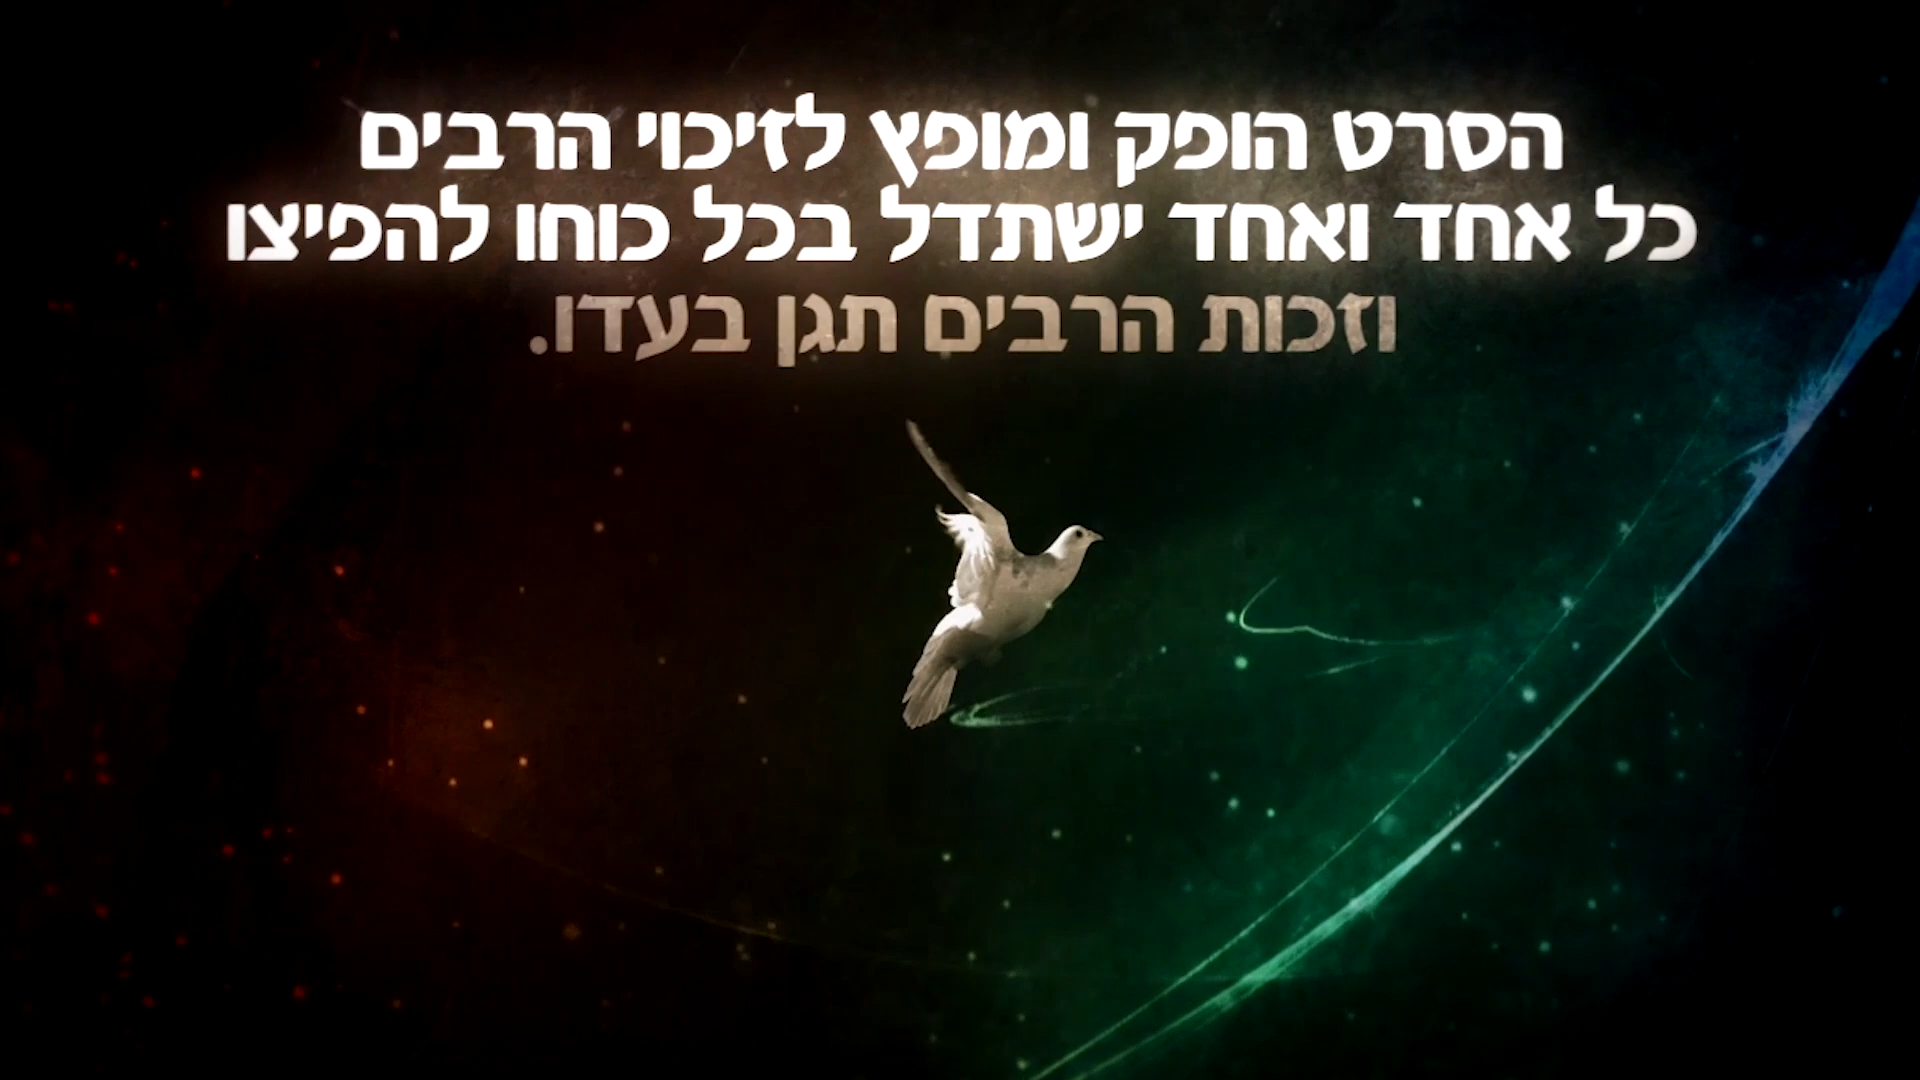 הסרט הופק ומופץ לזיכוי הרבים
כל אחד ואחד ישתדל בכל כוחו להפיצו
וזכות הרבים תגן בעדו.